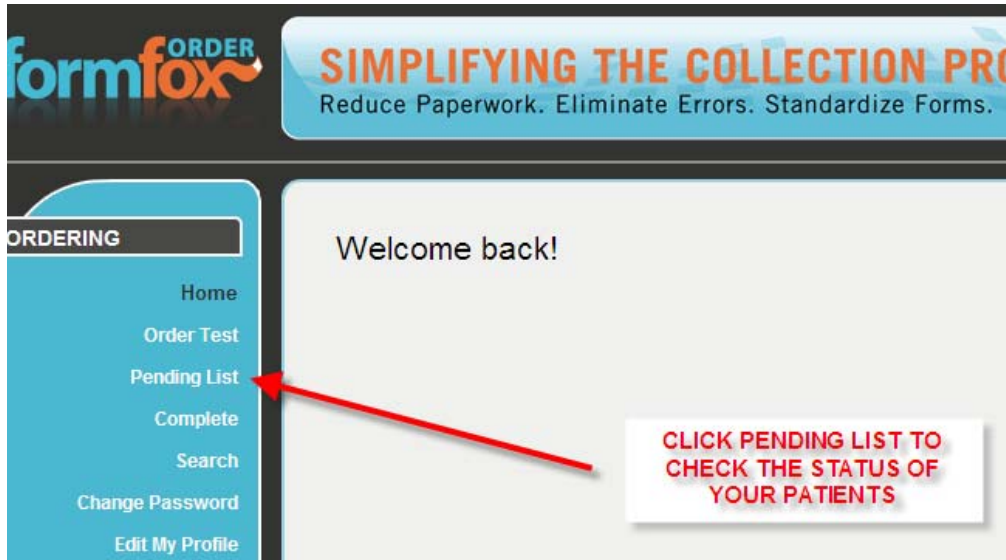 formfox ORDER
SIMPLIFYING THE COLLECTION
Reduce Paperwork. Eliminate Errors. Standardize Forms.
ORDERING
Welcome back!
Home
Order Test
Pending List
Complete
Search
Change Password
Edit My Profile
CLICK PENDING LIST TO
CHECK THE STATUS OF
YOUR PATIENTS